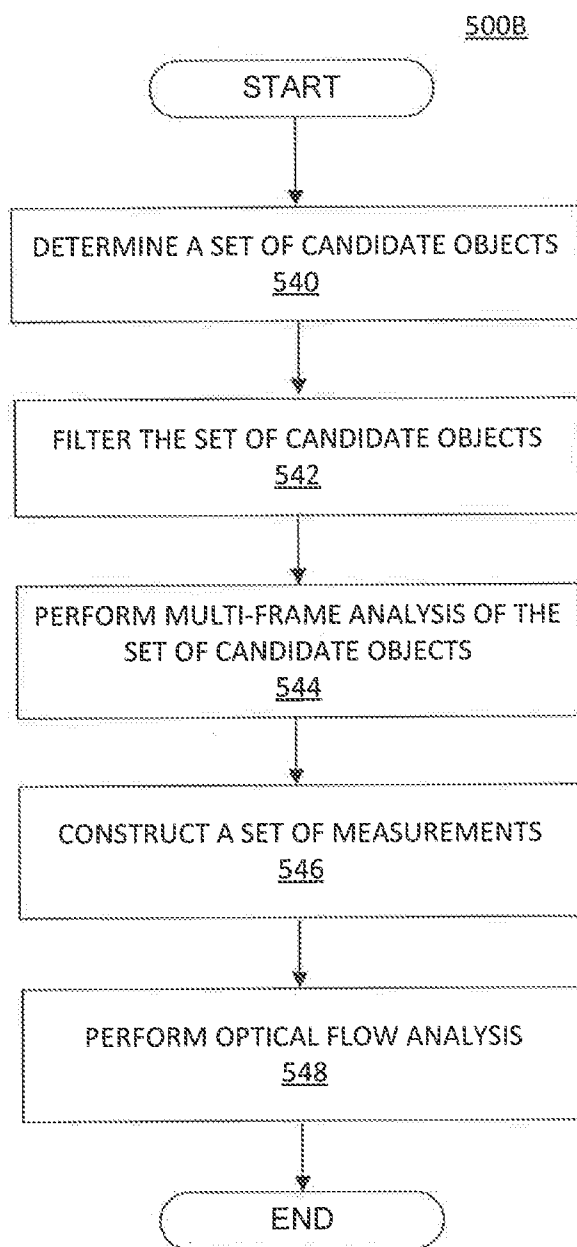 500B
START
DETERMINE A SET OF CANDIDATE OBJECTS
540
FILTER THE SET OF CANDIDATE OBJECTS
542
PERFORM MULTI-FRAME ANALYSIS OF THE
SET OF CANDIDATE OBJECTS
544
CONSTRUCT A SET OF MEASUREMENTS
546
PERFORM OPTICAL FLOW ANALYSIS
548
END